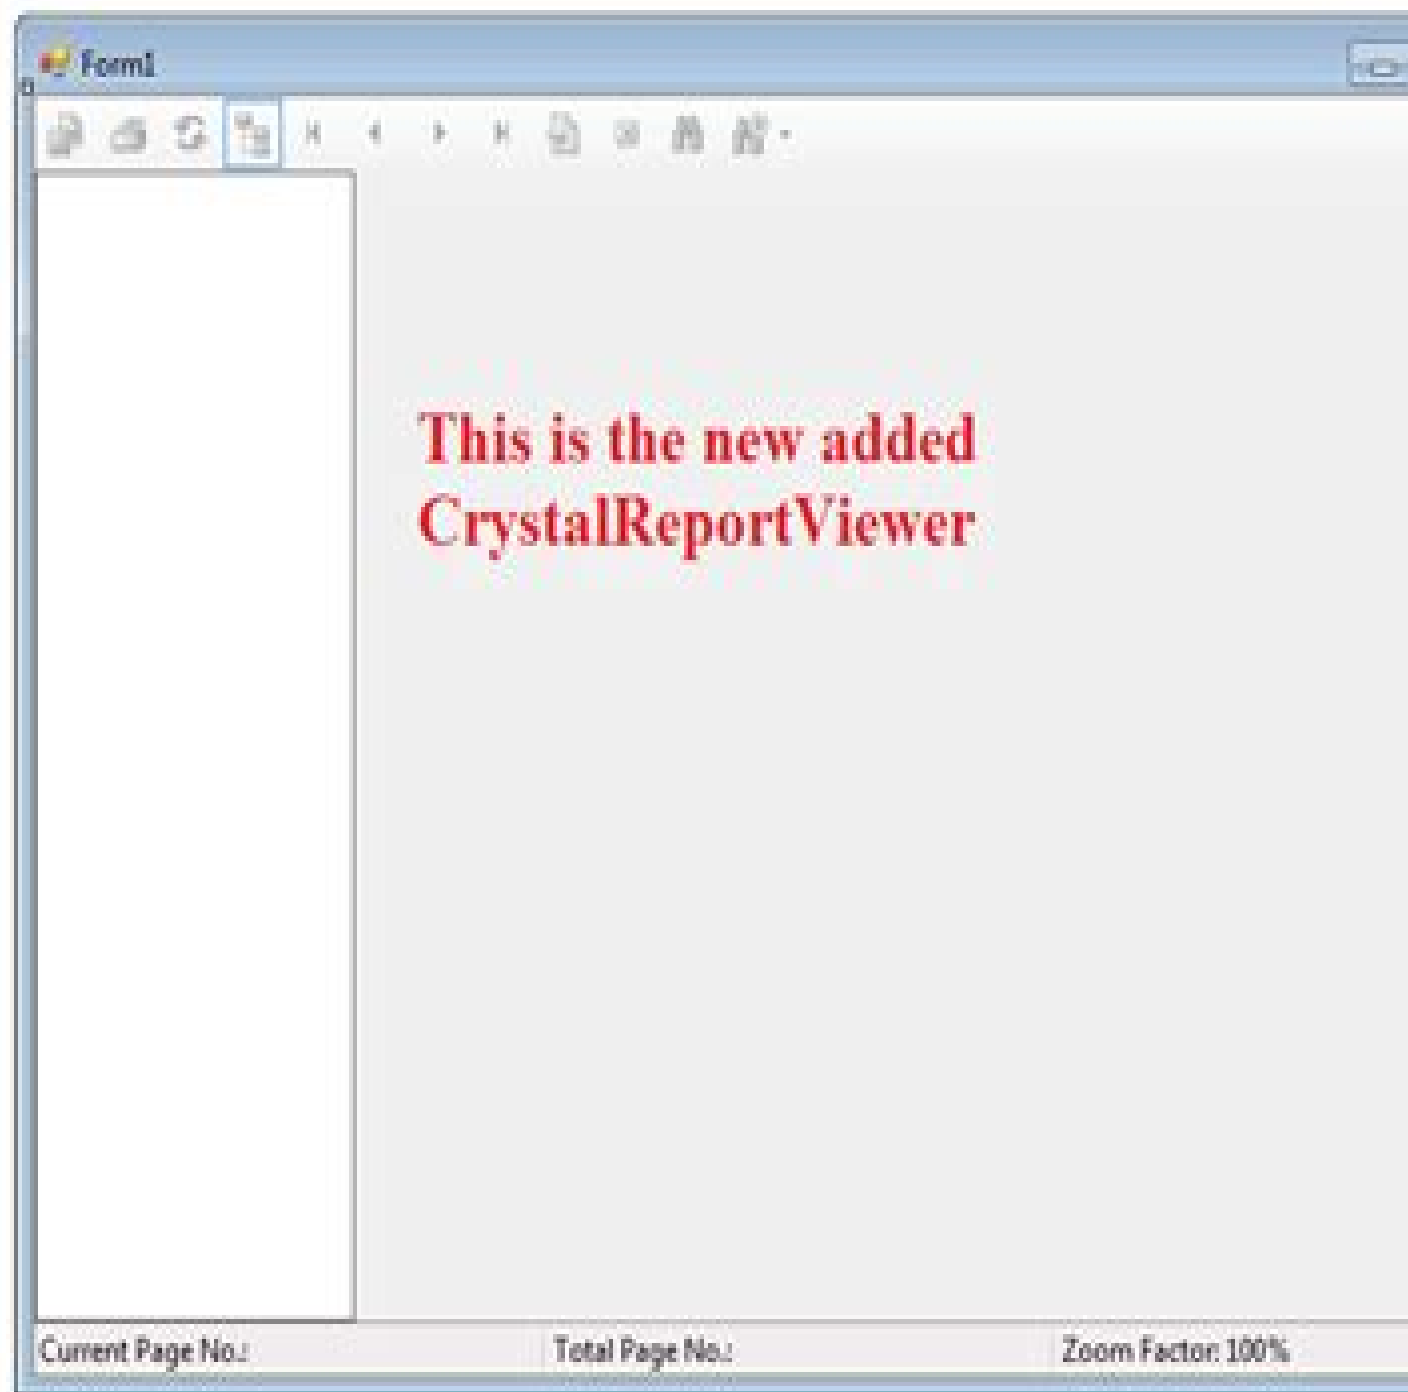 Form1
This is the new added
CrystalReportViewer
Current Page No.:
Total Page No.:
Zoom Factor: 100%